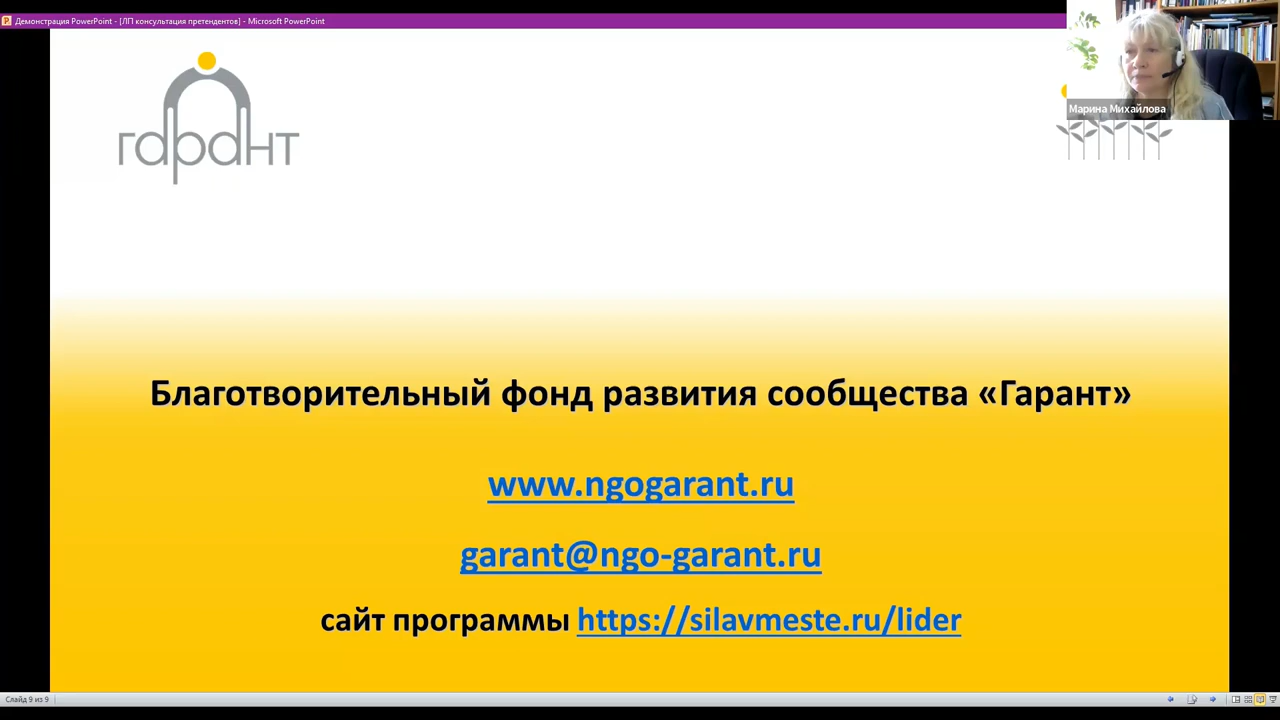 Демонстрация PowerPoint - [ЛП консультация претендентов] - Microsoft PowerPoint
Марина Михайлова
гарант
Благотворительный фонд развития сообщества «Гарант»
www.ngogarant.ru
garant@ngo-garant.ru
сайт программы https://silavmeste.ru/lider
Слайд 9 из 9